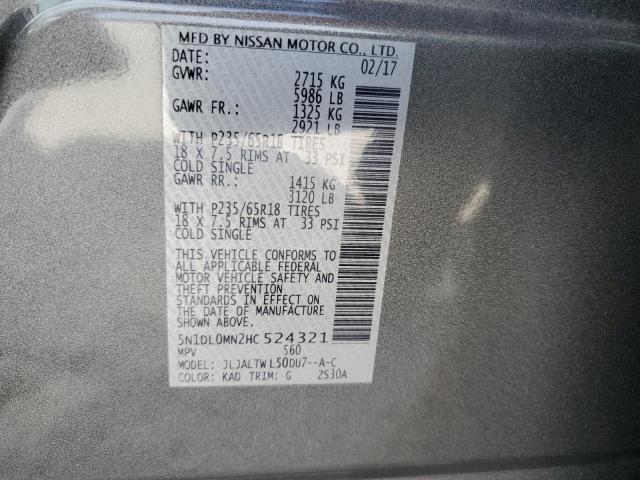 MFD BY NISSAN MOTOR CO., LTD.
DATE: 02/17
GVWR: 2715 KG
5986 LB
GAWR FR.: 1325 KG
2921 LB
WITH P235/65R18 TIRES
18 X 7.5 RIMS AT 33 PSI
COLD SINGLE
GAWR RR.: 1415 KG
3120 LB
WITH P235/65R18 TIRES
18 X 7.5 RIMS AT 33 PSI
COLD SINGLE
THIS VEHICLE CONFORMS TO
ALL APPLICABLE FEDERAL
MOTOR VEHICLE SAFETY AND
THEFT PREVENTION
STANDARDS IN EFFECT ON
THE DATE OF MANUFACTURE
SHOWN ABOVE.
5N1DL0MN2HC 524321
MPV 560
MODEL: JLJALTWL50DU7--A-C
COLOR: KAD TRIM: G ZS30A